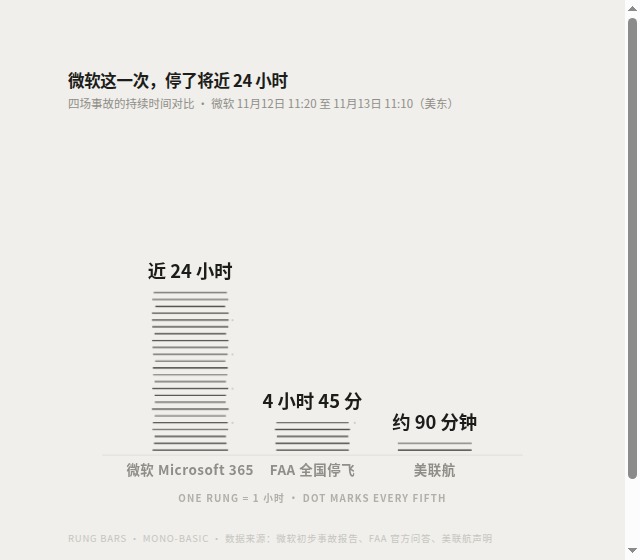 微软这一次，停了将近 24 小时
四场事故的持续时间对比 · 微软 11月12日 11:20 至 11月13日 11:10（美东）
近 24 小时
4 小时 45 分
约 90 分钟
微软 Microsoft 365
FAA 全国停飞
美联航
ONE RUNG = 1 小时 · DOT MARKS EVERY FIFTH
RUNG BARS · MONO-BASIC · 数据来源：微软初步事故报告、FAA 官方问答、美联航声明